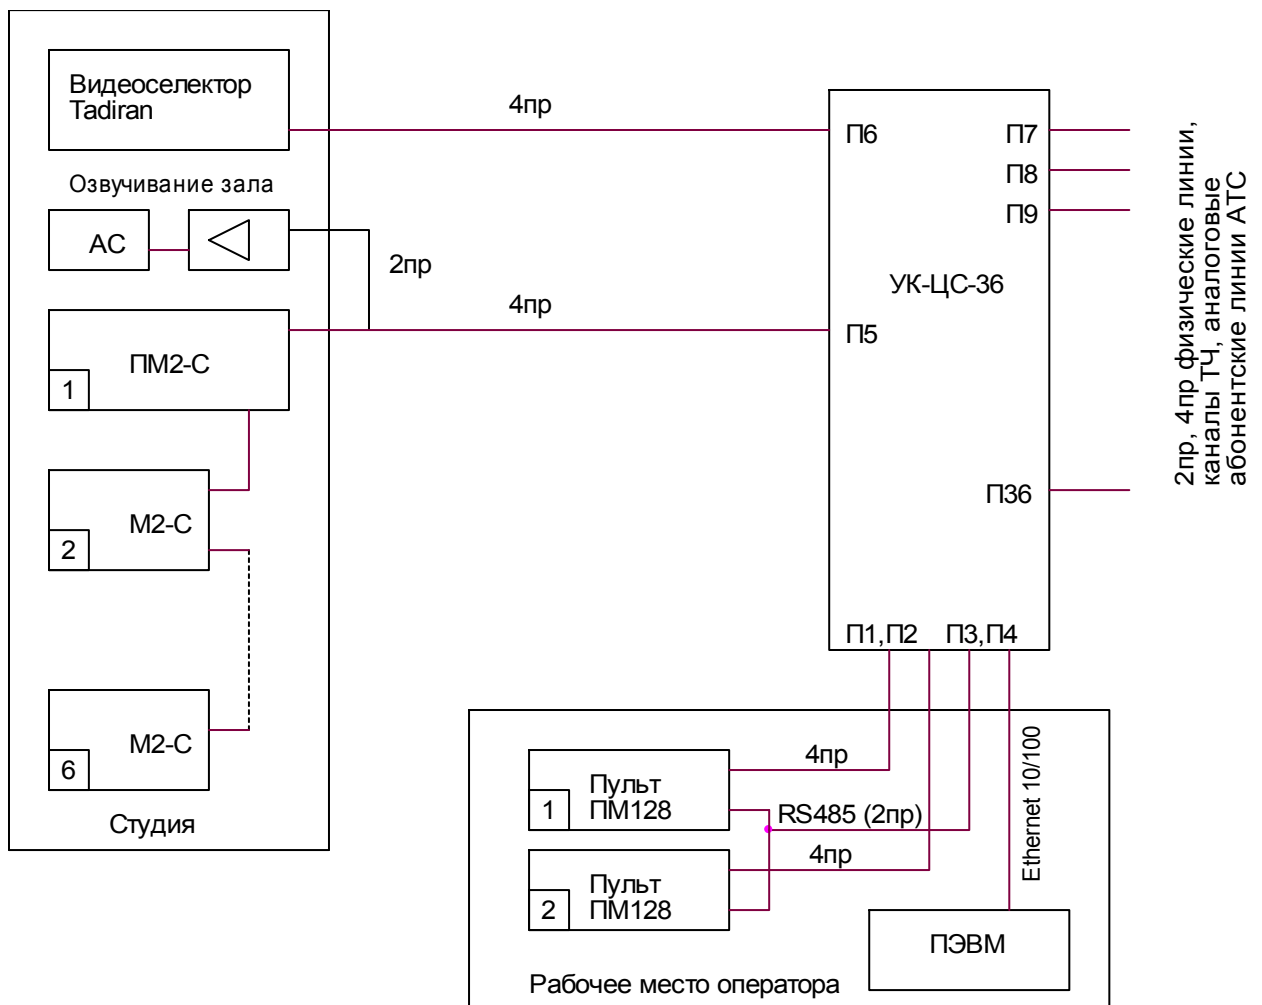 Видеоселектор
Tadiran
4пр
П6
П7
П8
П9
Озвучивание зала
АС
2пр
4пр
УК-ЦС-36
П5
ПМ2-С
1
2пр, 4пр физические линии,
каналы ТЧ, аналоговые
абонентские линии АТС
М2-С
2
П36
П1,П2
П3,П4
М2-С
6
Студия
4пр
Пульт
ПМ128
1
RS485 (2пр)
4пр
Ethernet 10/100
Пульт
ПМ128
2
ПЭВМ
Рабочее место оператора